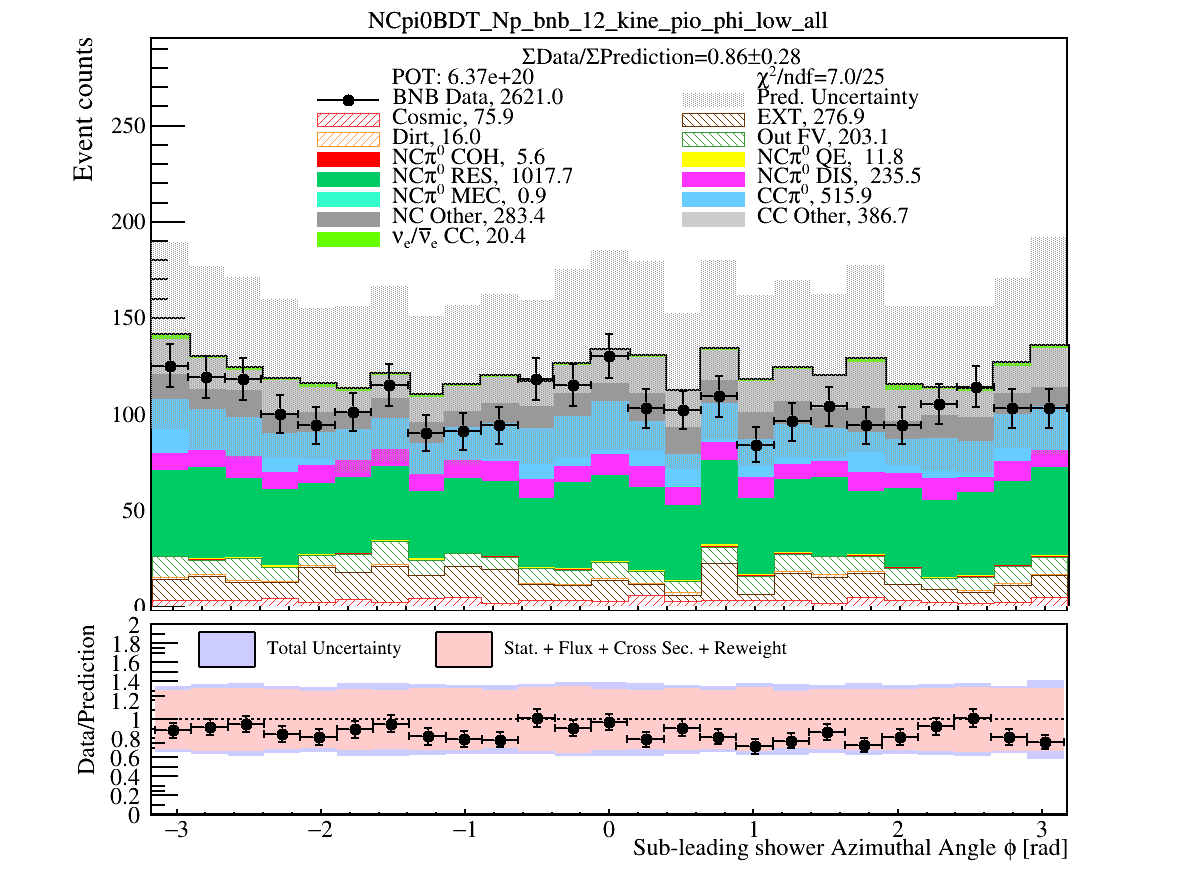 NCpi0BDT_Np_bnb_12_kine_pio_phi_low_all
ΣData/ΣPrediction=0.86±0.28
POT: 6.37e+20
χ²/ndf=7.0/25
BNB Data, 2621.0
Pred. Uncertainty
Cosmic, 75.9
EXT, 276.9
Dirt, 16.0
Out FV, 203.1
NCπ⁰ COH, 5.6
NCπ⁰ QE, 11.8
NCπ⁰ RES, 1017.7
NCπ⁰ DIS, 235.5
NCπ⁰ MEC, 0.9
CCπ⁰, 515.9
NC Other, 283.4
CC Other, 386.7
νₑ/ν̅ₑ CC, 20.4
Event counts
250
200
150
100
50
0
Total Uncertainty
Stat. + Flux + Cross Sec. + Reweight
Data/Prediction
2
1.8
1.6
1.4
1.2
1
0.8
0.6
0.4
0.2
0
−3 −2 −1 0 1 2 3
Sub-leading shower Azimuthal Angle ϕ [rad]